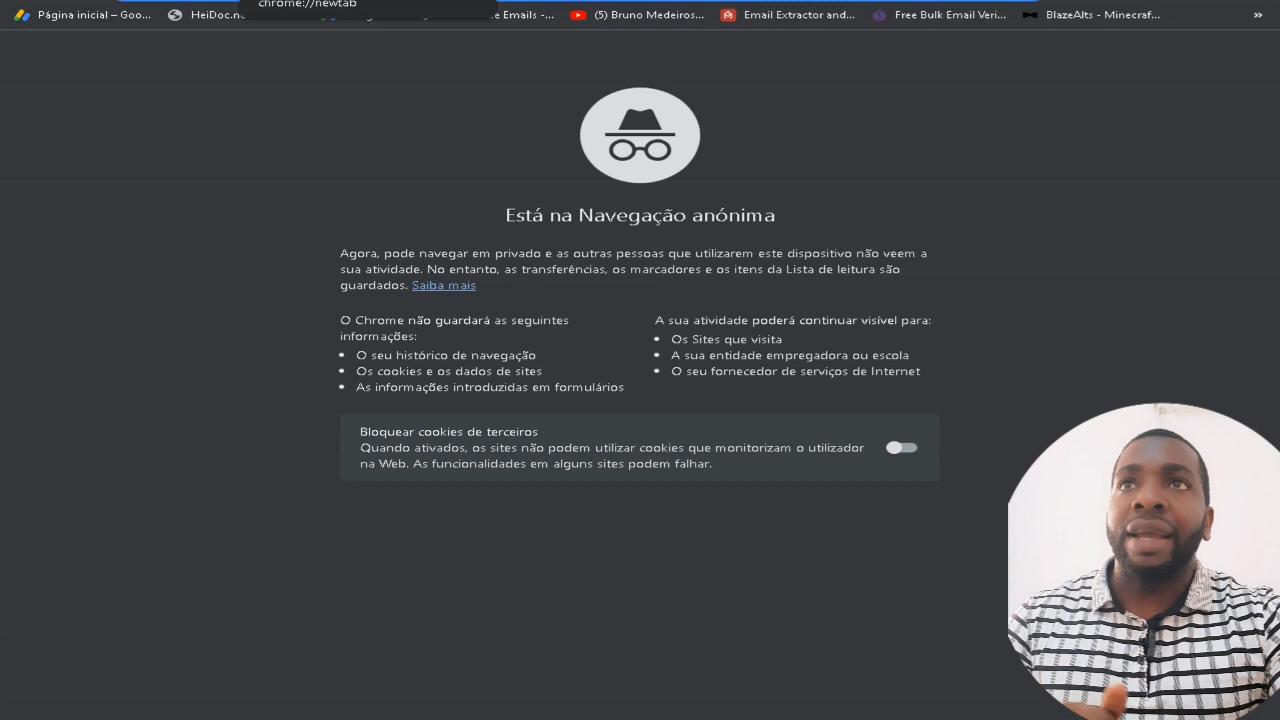 chrome://newtab
Página inicial – Goo... HeiDoc.n e Emails -... (5) Bruno Medeiros... Email Extractor and... Free Bulk Email Veri... BlazeAlts - Minecraf... »
Está na Navegação anónima
Agora, pode navegar em privado e as outras pessoas que utilizarem este dispositivo não veem a
sua atividade. No entanto, as transferências, os marcadores e os itens da Lista de leitura são
guardados. Saiba mais
O Chrome não guardará as seguintes
informações:
• O seu histórico de navegação
• Os cookies e os dados de sites
• As informações introduzidas em formulários
A sua atividade poderá continuar visível para:
• Os Sites que visita
• A sua entidade empregadora ou escola
• O seu fornecedor de serviços de Internet
Bloquear cookies de terceiros
Quando ativados, os sites não podem utilizar cookies que monitorizam o utilizador
na Web. As funcionalidades em alguns sites podem falhar.